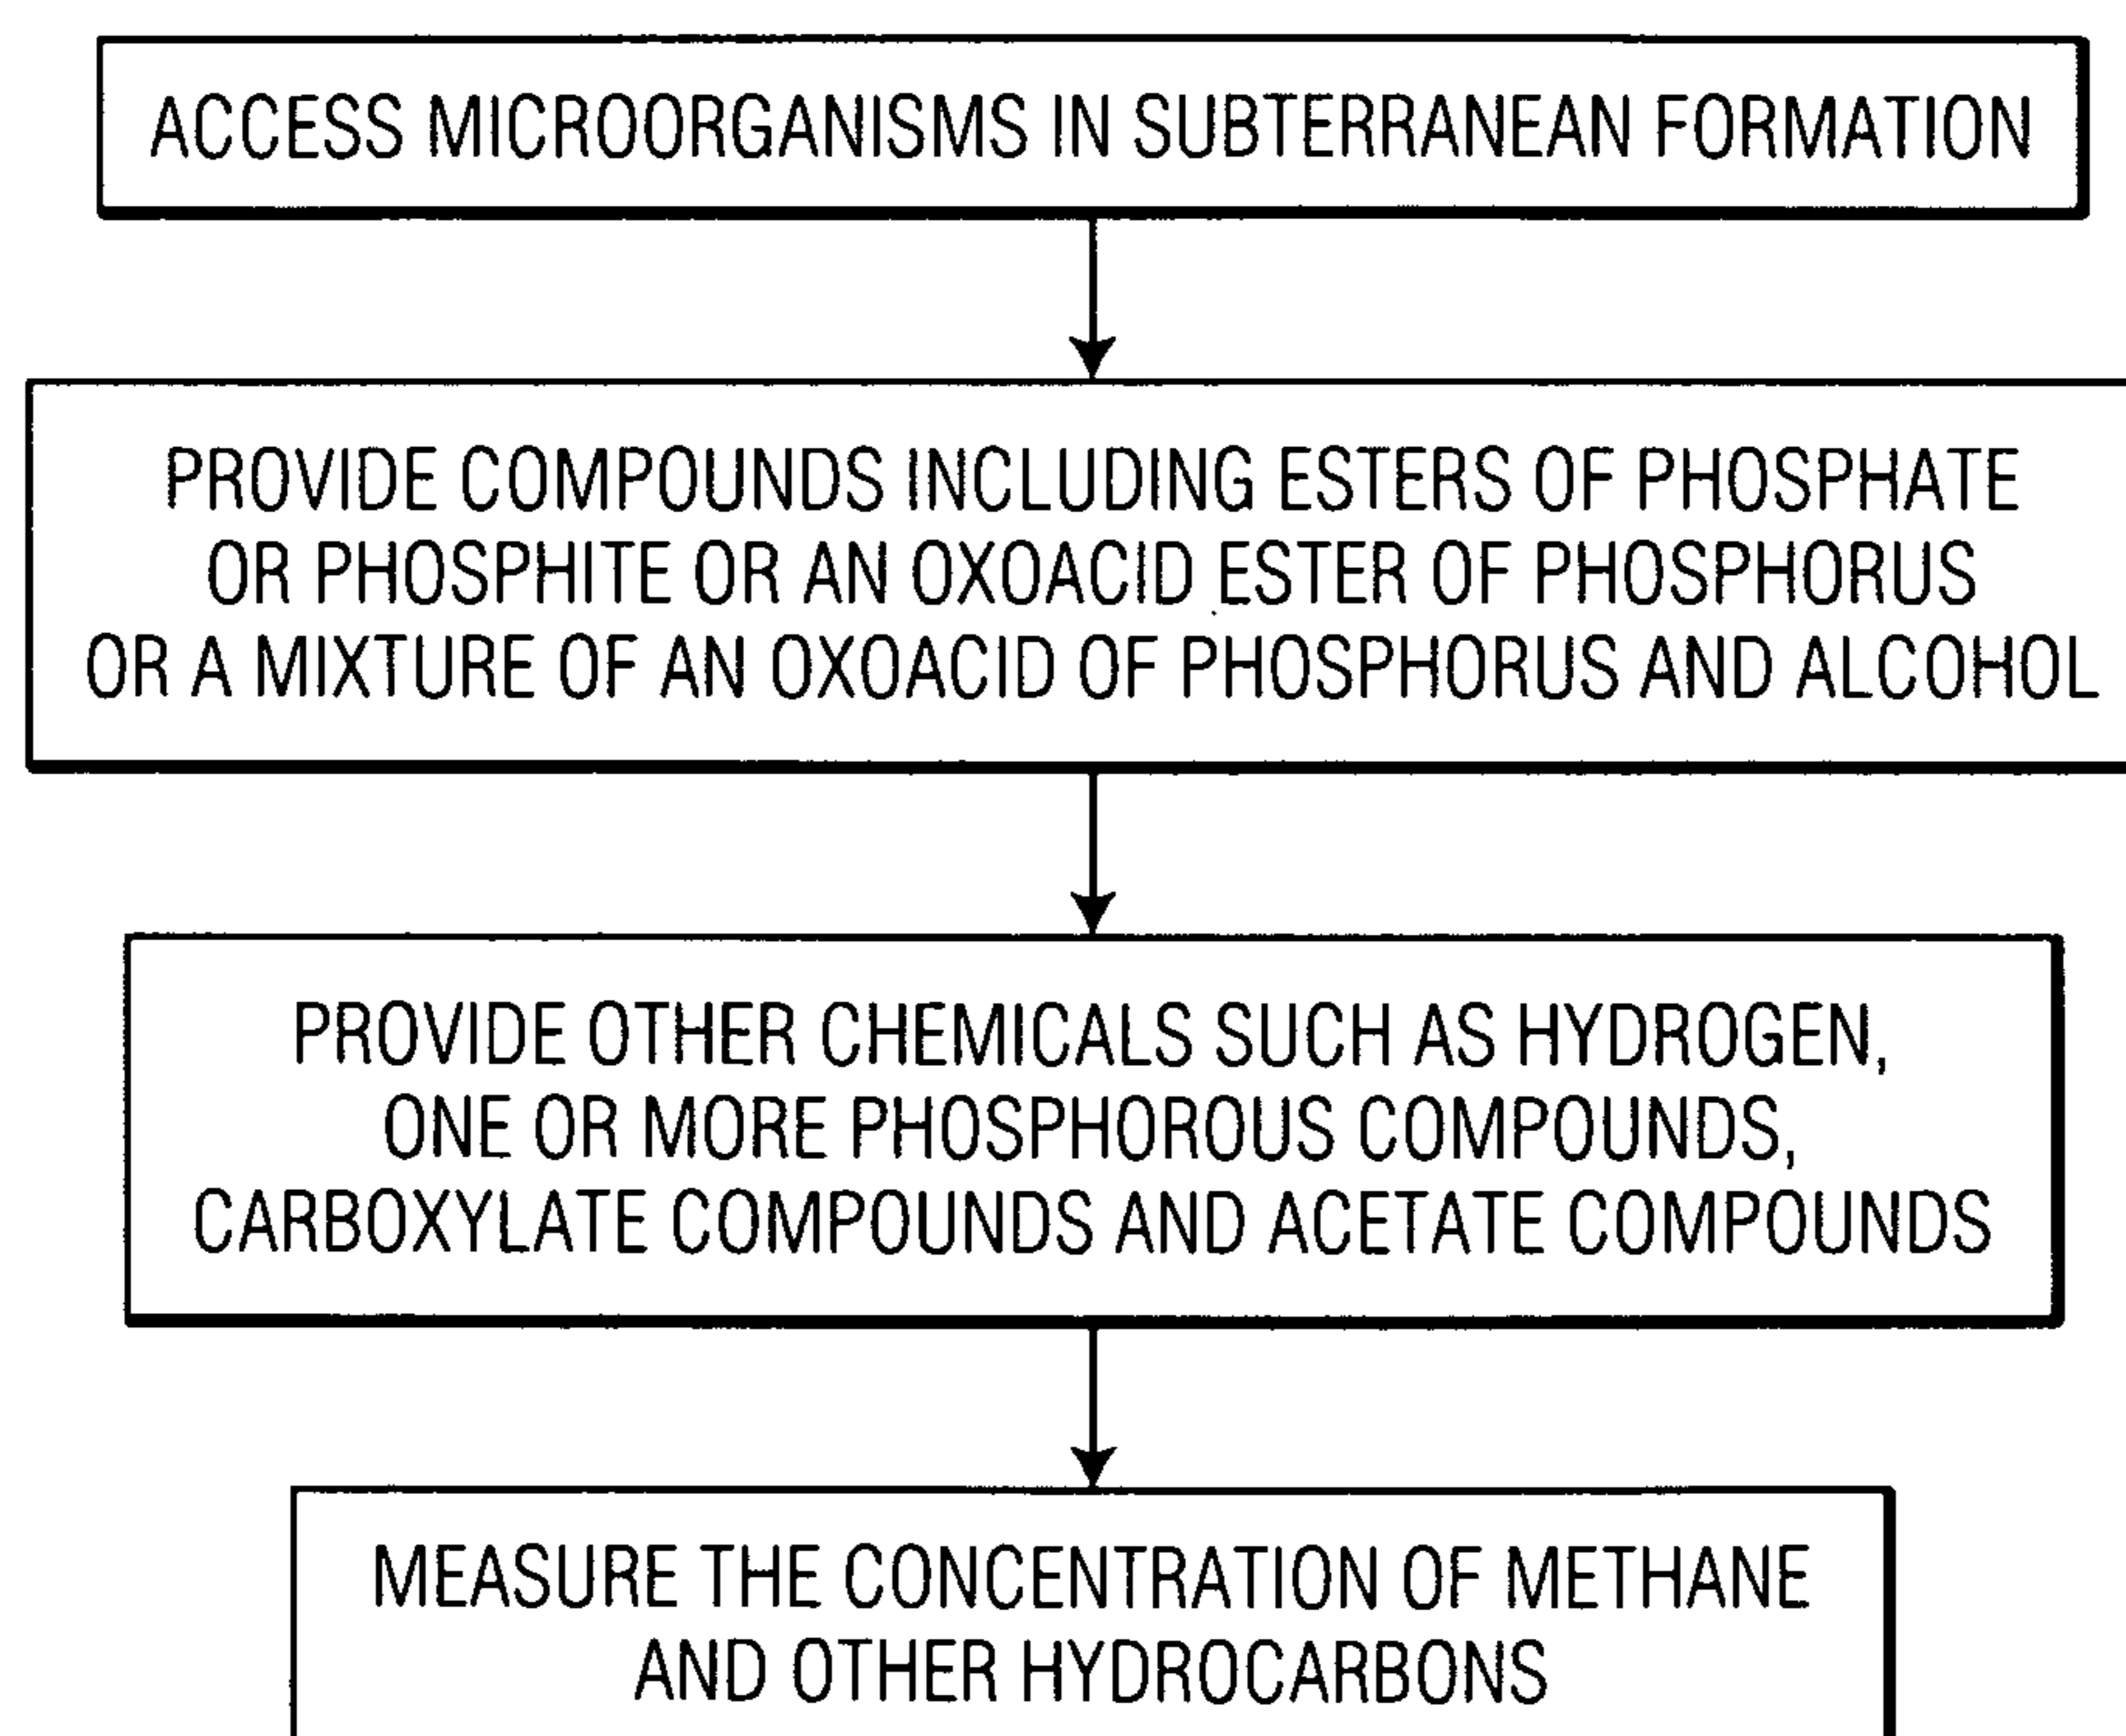 ACCESS MICROORGANISMS IN SUBTERRANEAN FORMATION
PROVIDE COMPOUNDS INCLUDING ESTERS OF PHOSPHATE
OR PHOSPHITE OR AN OXOACID ESTER OF PHOSPHORUS
OR A MIXTURE OF AN OXOACID OF PHOSPHORUS AND ALCOHOL
PROVIDE OTHER CHEMICALS SUCH AS HYDROGEN,
ONE OR MORE PHOSPHOROUS COMPOUNDS,
CARBOXYLATE COMPOUNDS AND ACETATE COMPOUNDS
MEASURE THE CONCENTRATION OF METHANE
AND OTHER HYDROCARBONS